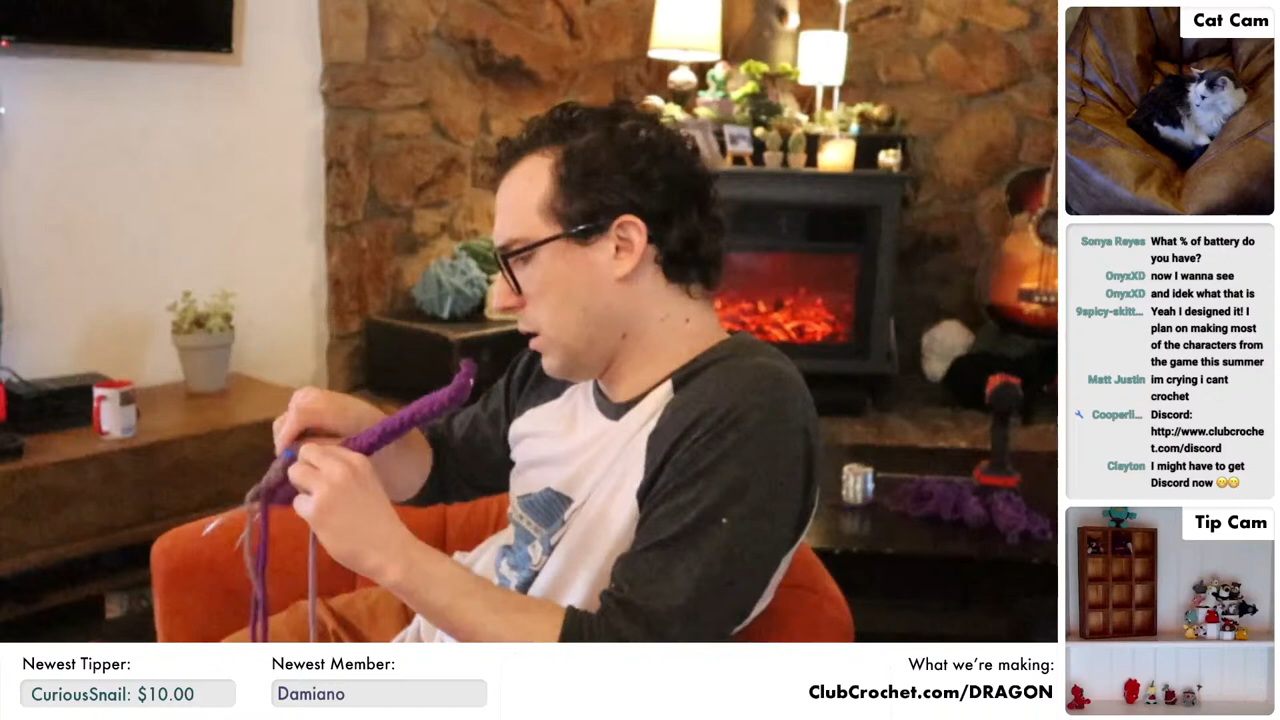 Cat Cam
Sonya Reyes What % of battery do
you have?
OnyxXD now I wanna see
OnyxXD and idek what that is
9spicy-skitt... Yeah I designed it! I
plan on making most
of the characters from
the game this summer
Matt Justin im crying i cant
crochet
Cooperli... Discord:
http://www.clubcroche
t.com/discord
Clayton I might have to get
Discord now 😬😬
Tip Cam
Newest Tipper:
CuriousSnail: $10.00
Newest Member:
Damiano
What we're making:
ClubCrochet.com/DRAGON